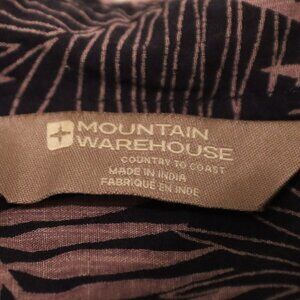 MOUNTAIN
WAREHOUSE
COUNTRY TO COAST
MADE IN INDIA
FABRIQUÉ EN INDE